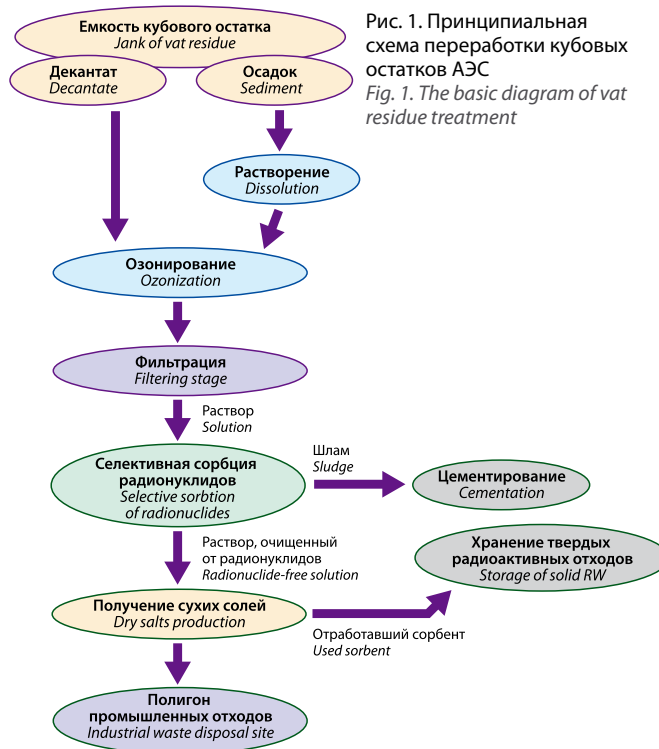 Емкость кубового остатка
Jank of vat residue
Декантат
Decantate
Осадок
Sediment
Рис. 1. Принципиальная
схема переработки кубовых
остатков АЭС
Fig. 1. The basic diagram of vat
residue treatment
Растворение
Dissolution
Озонирование
Ozonization
Фильтрация
Filtering stage
Раствор
Solution
Селективная сорбция
радионуклидов
Selective sorbtion
of radionuclides
Шлам
Sludge
Цементирование
Cementation
Раствор, очищенный
от радионуклидов
Radionuclide-free solution
Хранение твердых
радиоактивных отходов
Storage of solid RW
Получение сухих солей
Dry salts production
Отработавший сорбент
Used sorbent
Полигон
промышленных отходов
Industrial waste disposal site